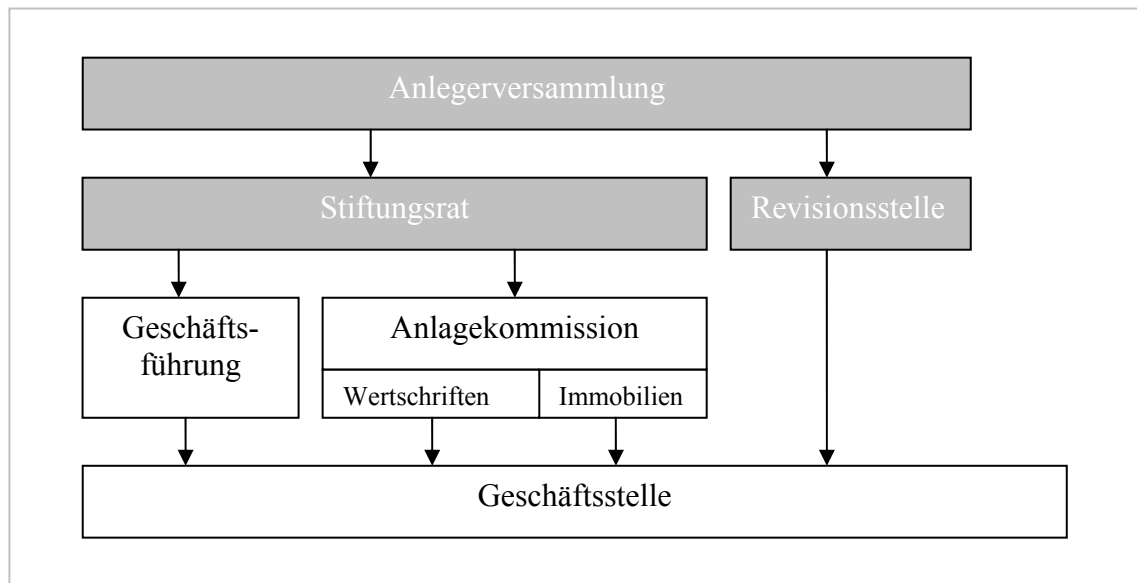 Anlegerversammlung
Stiftungsrat
Revisionsstelle
Geschäfts-
führung
Anlagekommission
Wertschriften
Immobilien
Geschäftsstelle